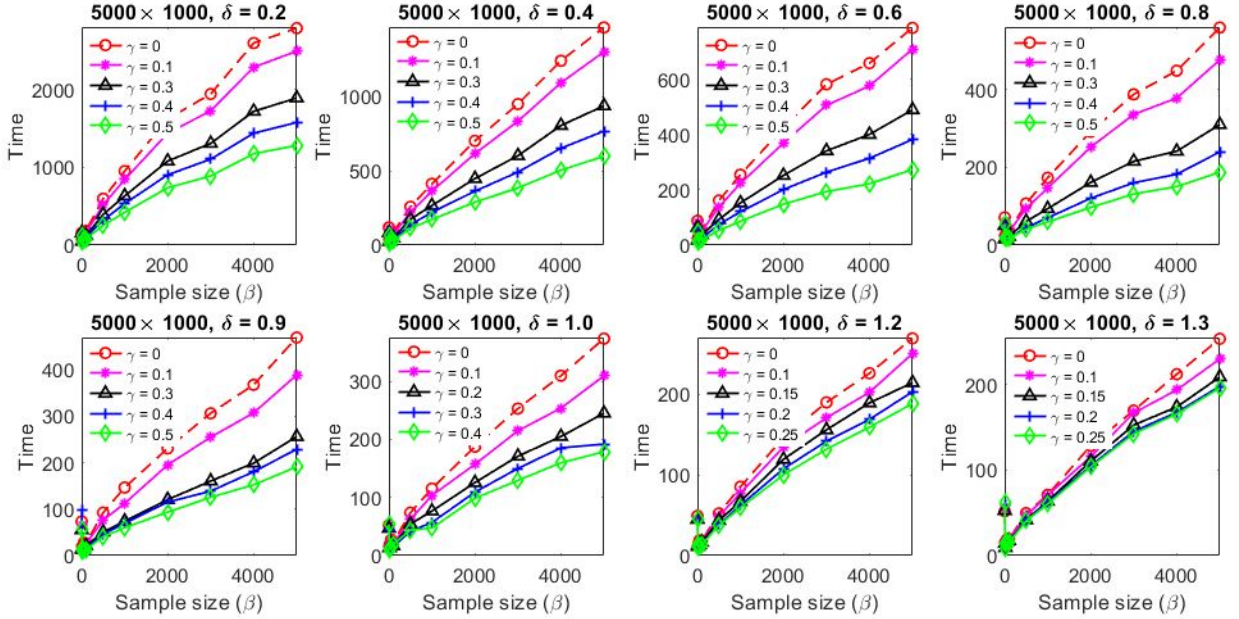 5000 × 1000, δ = 0.2
γ = 0
γ = 0.1
γ = 0.3
γ = 0.4
γ = 0.5
2000
1000
0
Time
0 2000 4000
Sample size (β)
5000 × 1000, δ = 0.4
γ = 0
γ = 0.1
γ = 0.3
γ = 0.4
γ = 0.5
1000
500
0
Time
0 2000 4000
Sample size (β)
5000 × 1000, δ = 0.6
γ = 0
γ = 0.1
γ = 0.3
γ = 0.4
γ = 0.5
600
400
200
0
Time
0 2000 4000
Sample size (β)
5000 × 1000, δ = 0.8
γ = 0
γ = 0.1
γ = 0.3
γ = 0.4
γ = 0.5
400
200
0
Time
0 2000 4000
Sample size (β)
5000 × 1000, δ = 0.9
γ = 0
γ = 0.1
γ = 0.3
γ = 0.4
γ = 0.5
400
300
200
100
0
Time
0 2000 4000
Sample size (β)
5000 × 1000, δ = 1.0
γ = 0
γ = 0.1
γ = 0.2
γ = 0.3
γ = 0.4
300
200
100
0
Time
0 2000 4000
Sample size (β)
5000 × 1000, δ = 1.2
γ = 0
γ = 0.1
γ = 0.15
γ = 0.2
γ = 0.25
200
100
0
Time
0 2000 4000
Sample size (β)
5000 × 1000, δ = 1.3
γ = 0
γ = 0.1
γ = 0.15
γ = 0.2
γ = 0.25
200
100
0
Time
0 2000 4000
Sample size (β)